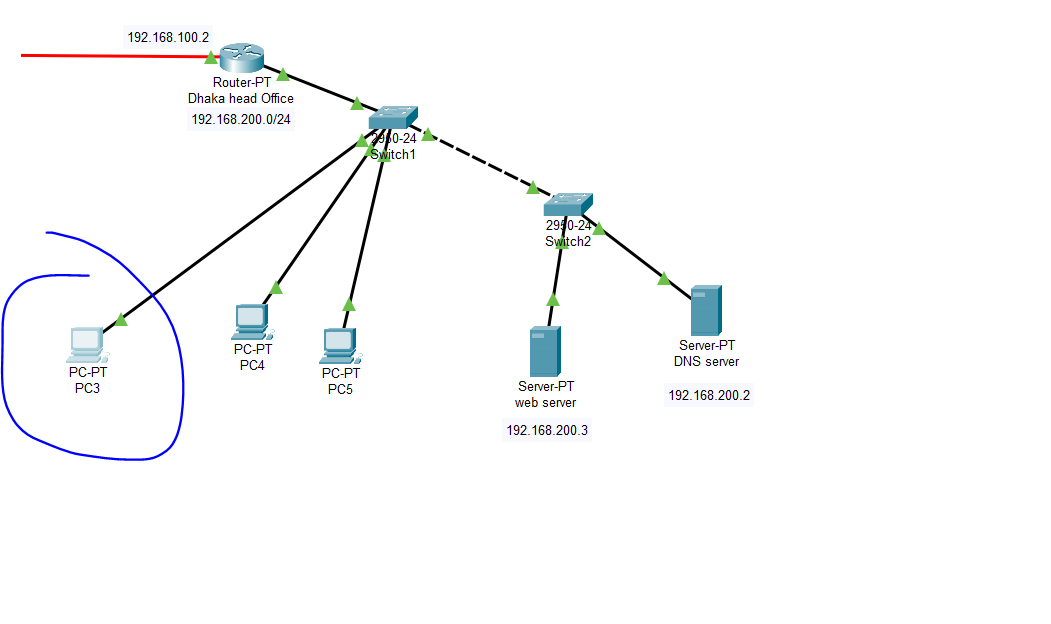 192.168.100.2
Router-PT
Dhaka head Office
192.168.200.0/24
2950-24
Switch1
2950-24
Switch2
PC-PT
PC3
PC-PT
PC4
PC-PT
PC5
Server-PT
web server
192.168.200.3
Server-PT
DNS server
192.168.200.2